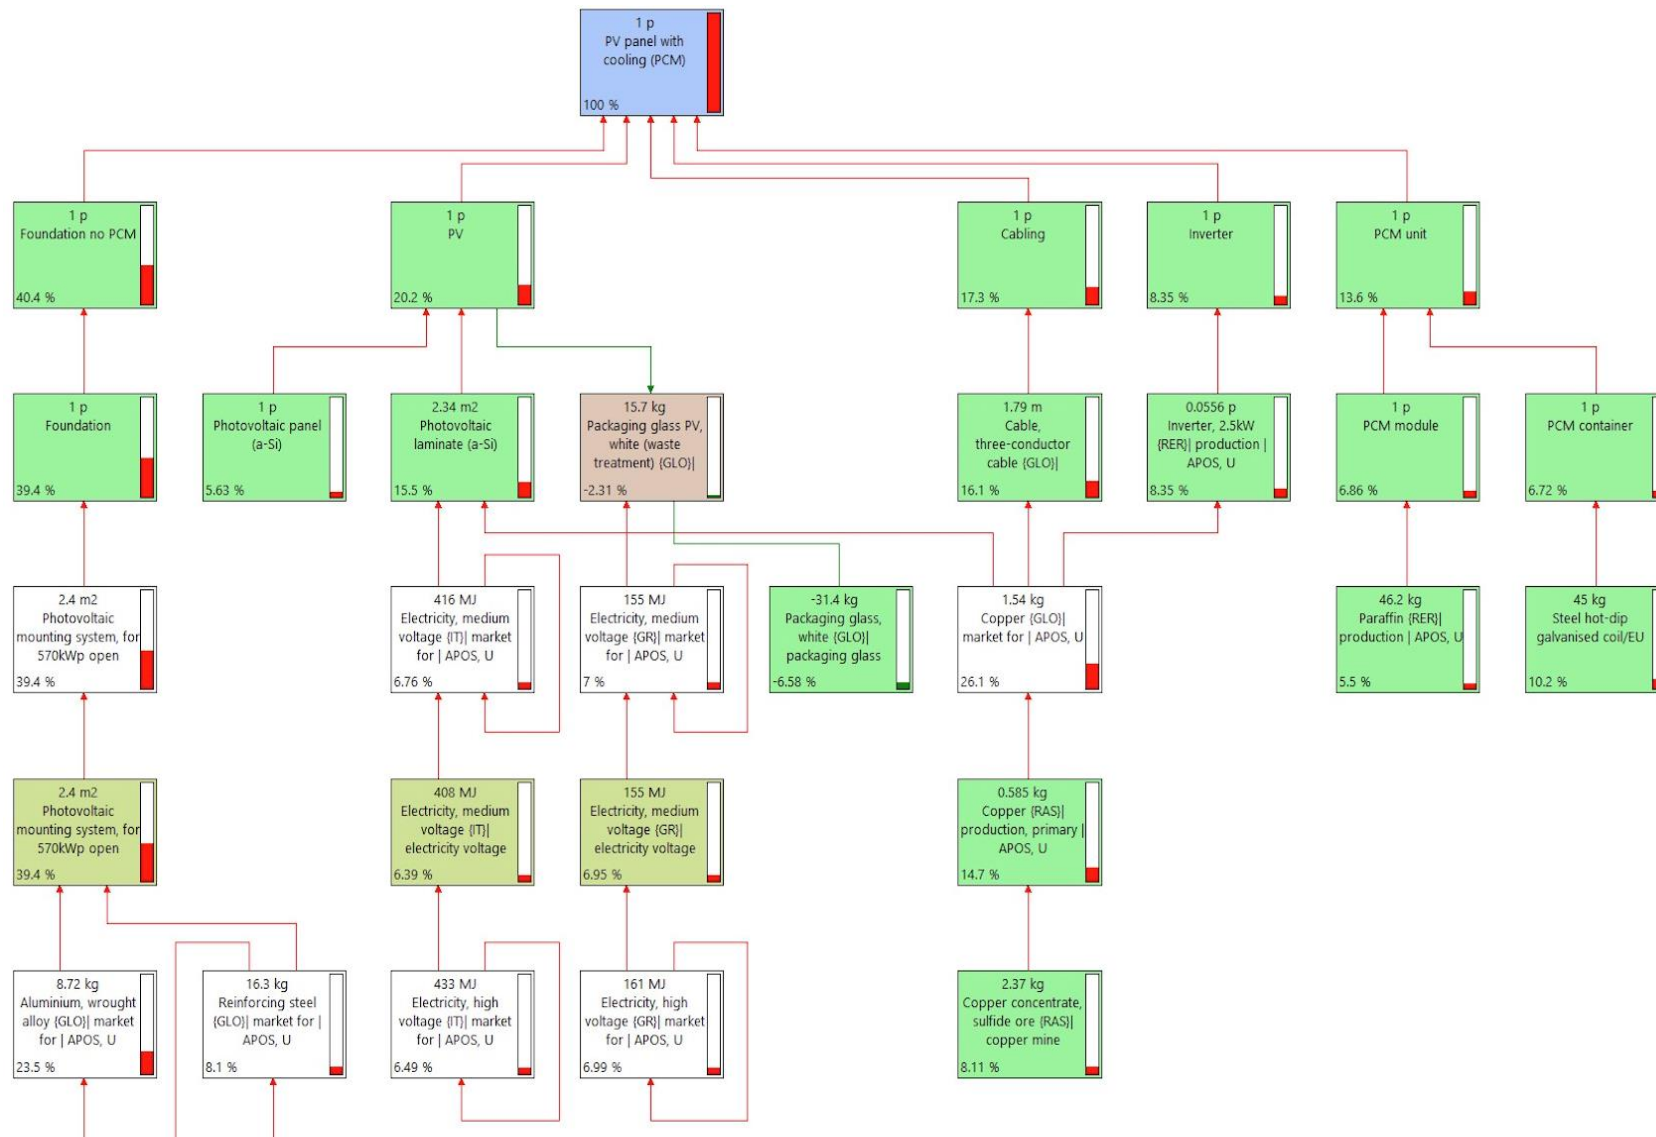 1 p
PV panel with
cooling (PCM)
100 %
1 p
Foundation no PCM
40.4 %
1 p
PV
20.2 %
1 p
Cabling
17.3 %
1 p
Inverter
8.35 %
1 p
PCM unit
13.6 %
1 p
Foundation
39.4 %
1 p
Photovoltaic panel
(a-Si)
5.63 %
2.34 m2
Photovoltaic
laminate (a-Si)
15.5 %
15.7 kg
Packaging glass PV,
white (waste
treatment) {GLO}|
-2.31 %
1.79 m
Cable,
three-conductor
cable {GLO}|
16.1 %
0.0556 p
Inverter, 2.5kW
{RER}| production |
APOS, U
8.35 %
1 p
PCM module
6.86 %
1 p
PCM container
6.72 %
2.4 m2
Photovoltaic
mounting system, for
570kWp open
39.4 %
416 MJ
Electricity, medium
voltage {IT}| market
for | APOS, U
6.76 %
155 MJ
Electricity, medium
voltage {GR}| market
for | APOS, U
7 %
-31.4 kg
Packaging glass,
white {GLO}|
packaging glass
-6.58 %
1.54 kg
Copper {GLO}|
market for | APOS, U
26.1 %
46.2 kg
Paraffin {RER}|
production | APOS, U
5.5 %
45 kg
Steel hot-dip
galvanised coil/EU
10.2 %
2.4 m2
Photovoltaic
mounting system, for
570kWp open
39.4 %
408 MJ
Electricity, medium
voltage {IT}|
electricity voltage
6.39 %
155 MJ
Electricity, medium
voltage {GR}|
electricity voltage
6.95 %
0.585 kg
Copper {RAS}|
production, primary |
APOS, U
14.7 %
8.72 kg
Aluminium, wrought
alloy {GLO}| market
for | APOS, U
23.5 %
16.3 kg
Reinforcing steel
{GLO}| market for |
APOS, U
8.1 %
433 MJ
Electricity, high
voltage {IT}| market
for | APOS, U
6.49 %
161 MJ
Electricity, high
voltage {GR}| market
for | APOS, U
6.99 %
2.37 kg
Copper concentrate,
sulfide ore {RAS}|
copper mine
8.11 %